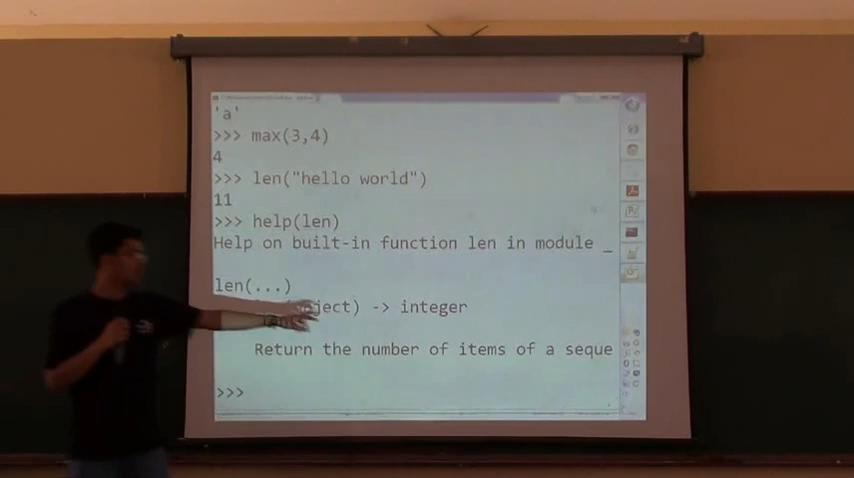 'a'
>>> max(3,4)
4
>>> len("hello world")
11
>>> help(len)
Help on built-in function len in module _
len(...)
ject) -> integer
Return the number of items of a seque
>>>